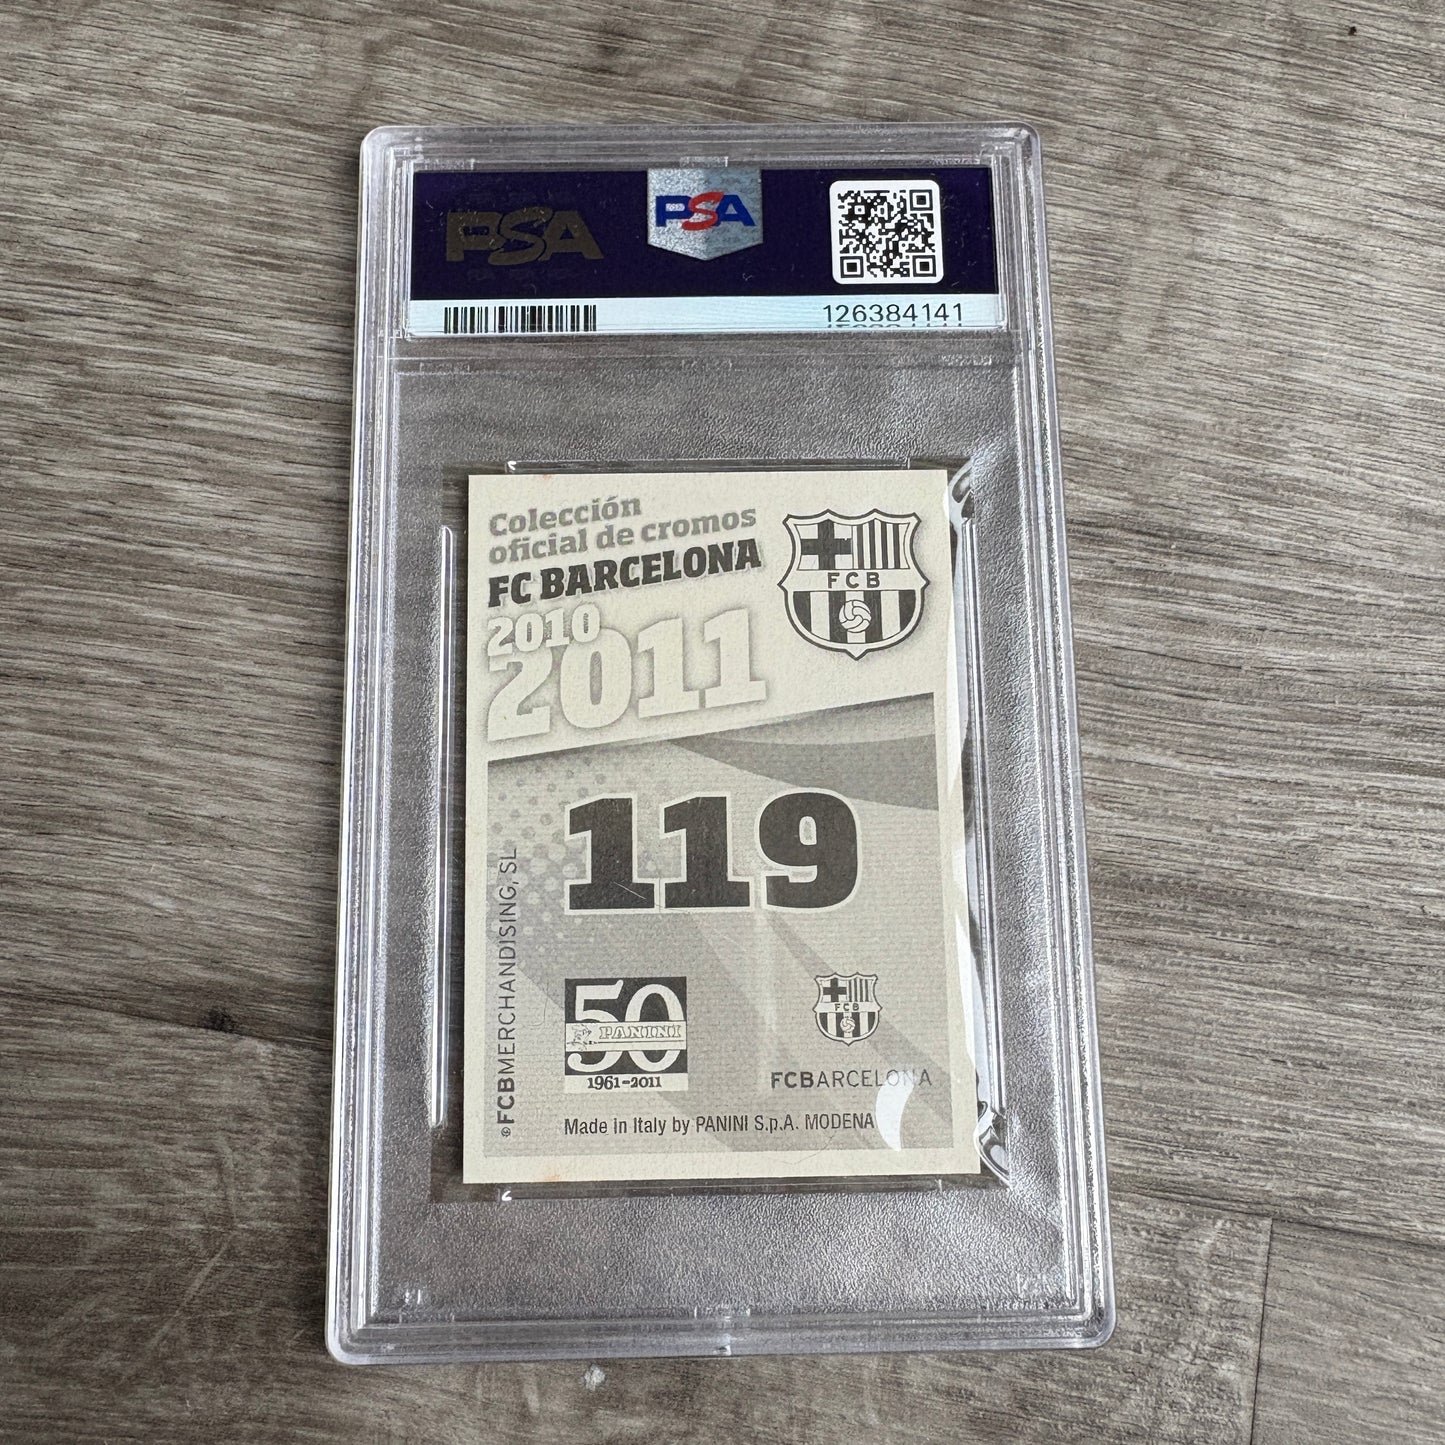 PSA
PSA
126384141
Colección
oficial de cromos
FC BARCELONA
2010
2011
FCB
119
FCBMERCHANDISING, SL
50
PANINI
1961-2011
FCB
FCBARCELONA
Made in Italy by PANINI S.p.A. MODENA